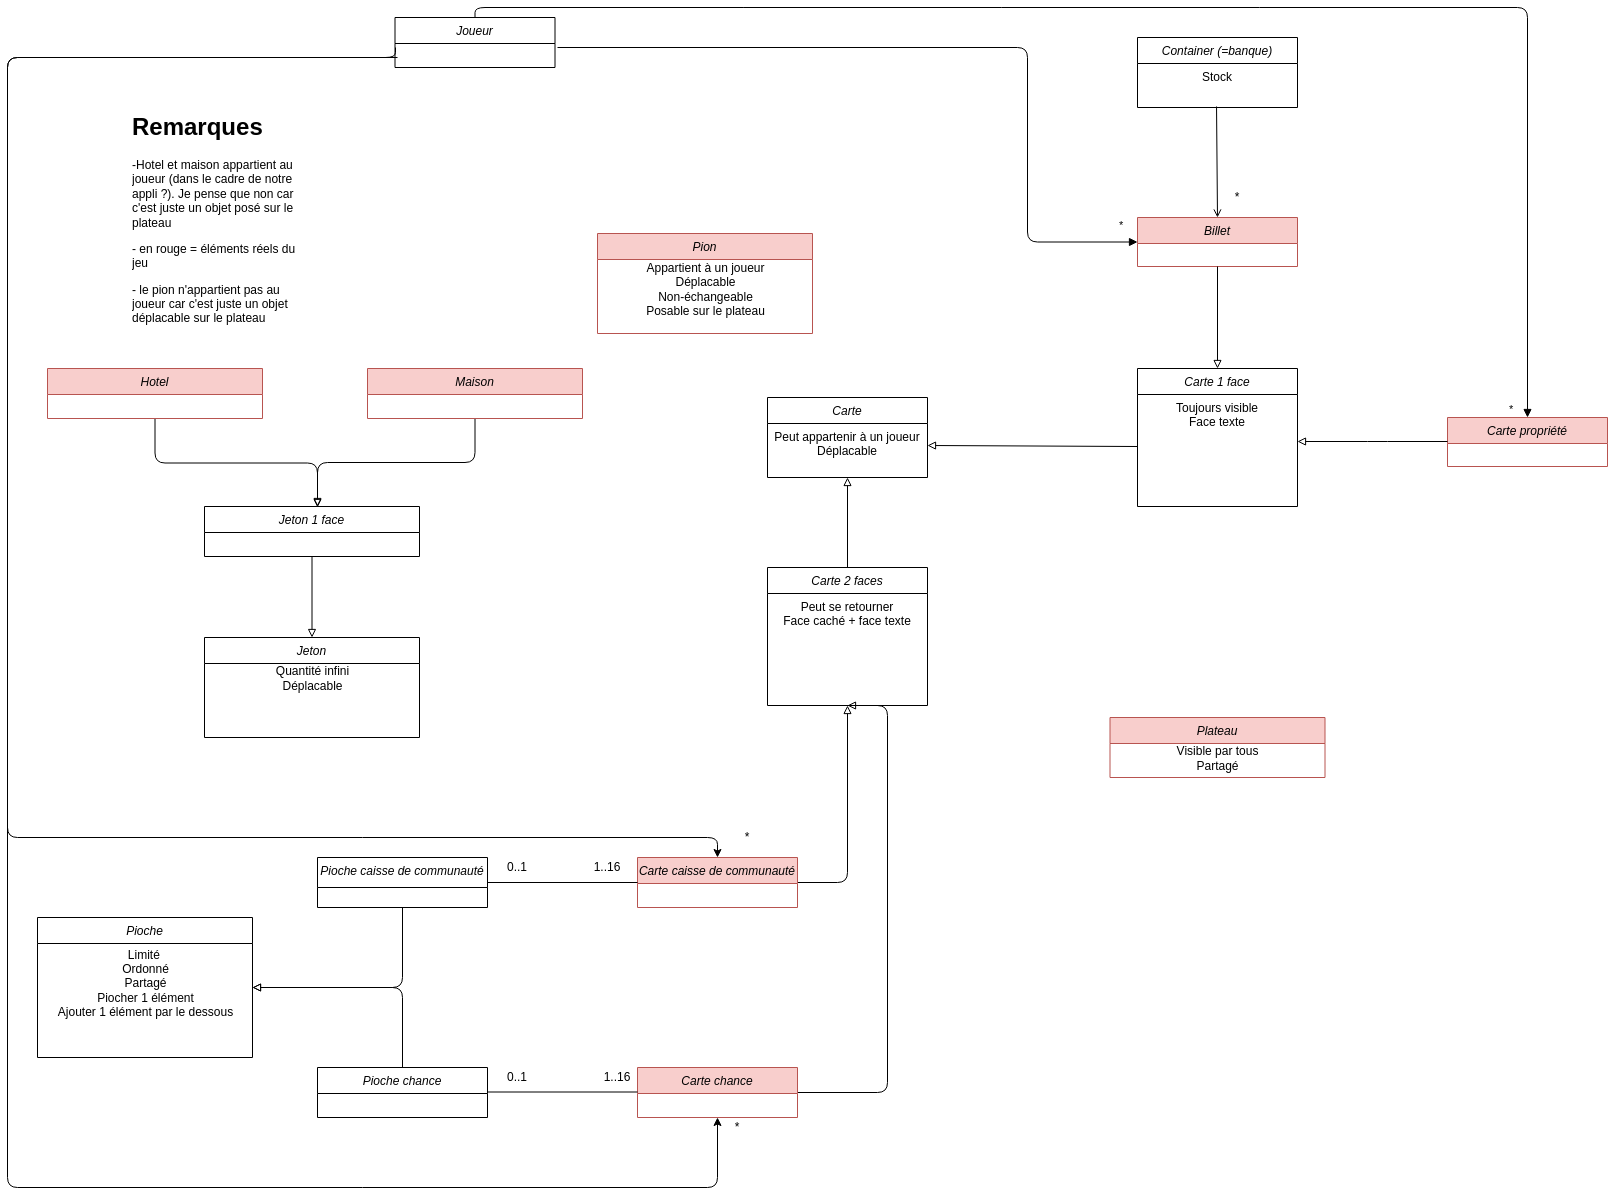 Joueur
Container (=banque)
Stock
Remarques
-Hotel et maison appartient au
joueur (dans le cadre de notre
appli ?). Je pense que non car
c'est juste un objet posé sur le
plateau
- en rouge = éléments réels du
jeu
- le pion n'appartient pas au
joueur car c'est juste un objet
déplacable sur le plateau
*
*
Billet
Pion
Appartient à un joueur
Déplacable
Non-échangeable
Posable sur le plateau
Hotel
Maison
Carte 1 face
Toujours visible
Face texte
Carte
Peut appartenir à un joueur
Déplacable
*
Carte propriété
Jeton 1 face
Carte 2 faces
Peut se retourner
Face caché + face texte
Jeton
Quantité infini
Déplacable
Plateau
Visible par tous
Partagé
*
Pioche caisse de communauté
0..1
1..16
Carte caisse de communauté
Pioche
Limité
Ordonné
Partagé
Piocher 1 élément
Ajouter 1 élément par le dessous
Pioche chance
0..1
1..16
Carte chance
*